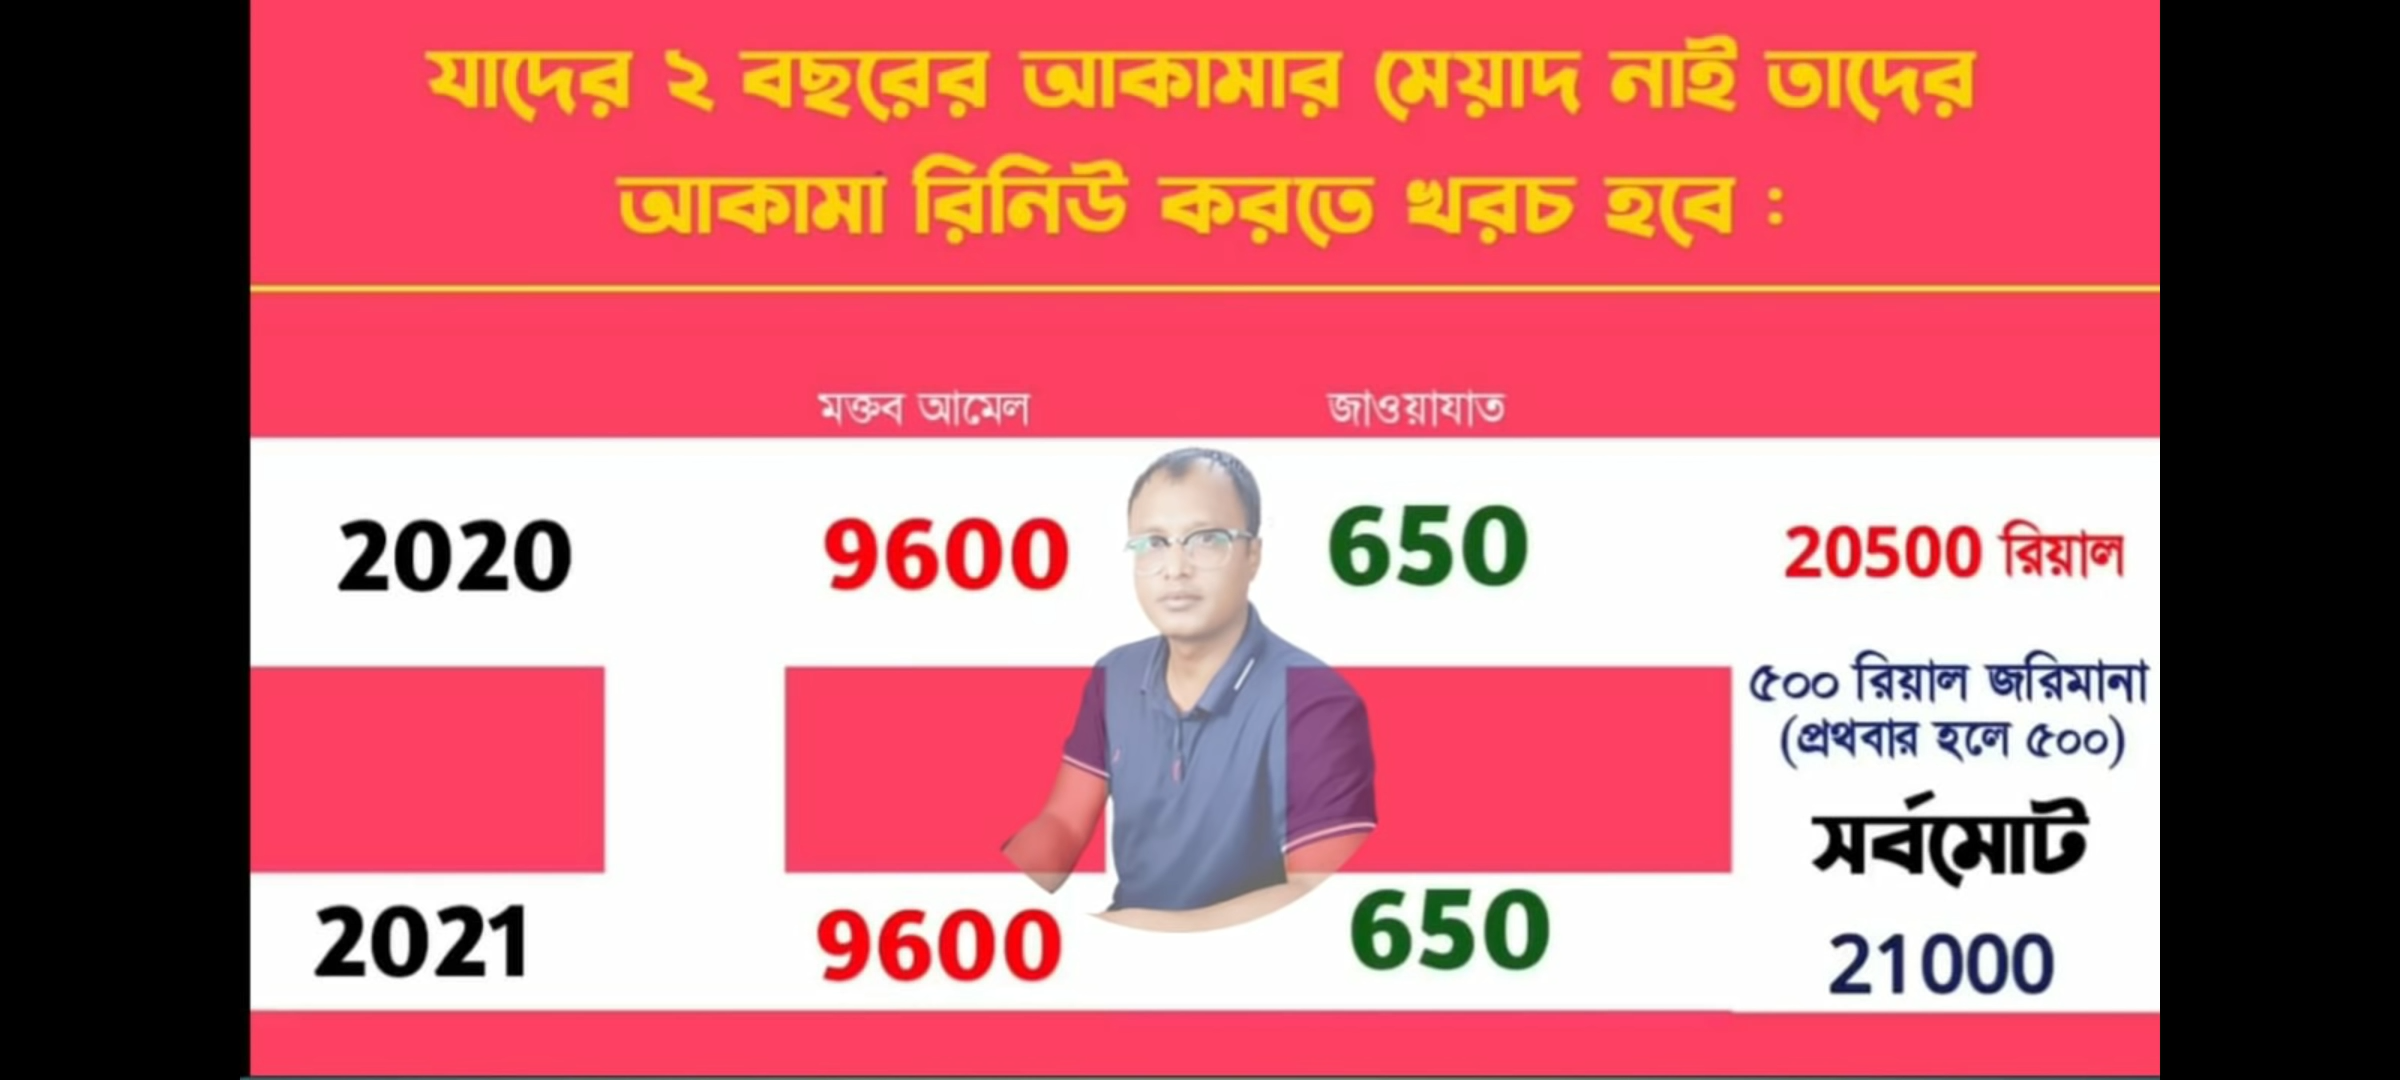 যাদের ২ বছরের আকামার মেয়াদ নাই তাদের
আকামা রিনিউ করতে খরচ হবে :
মক্তব আমেল জাওয়াযাত
2020 9600 650 20500 রিয়াল
৫০০ রিয়াল জরিমানা
(প্রথবার হলে ৫০০)
সর্বমোট
2021 9600 650 21000